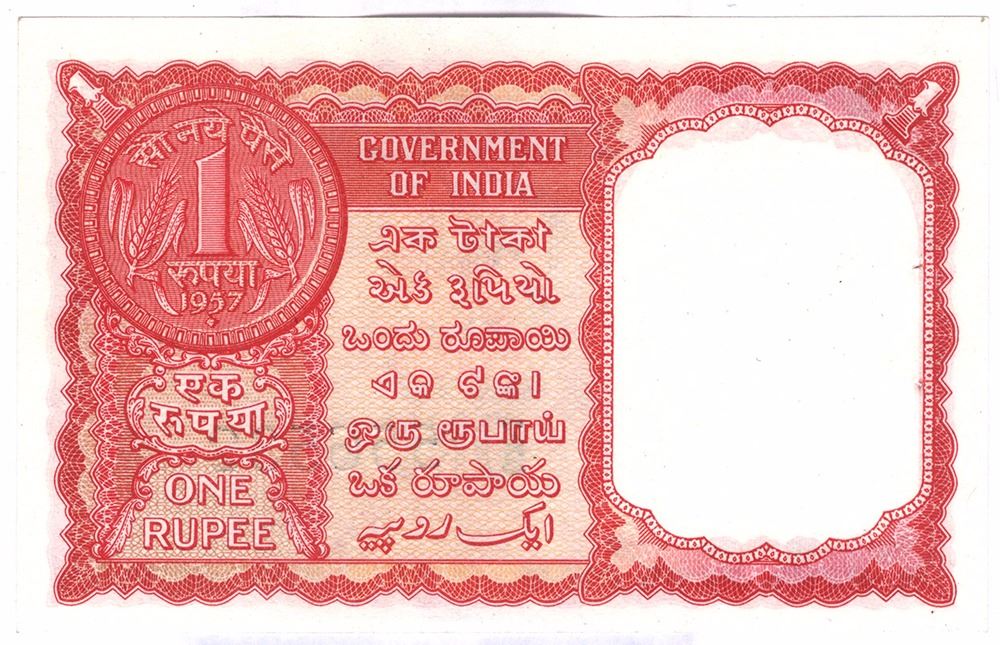 सौ नये पैसे
1
रुपया
1957
एक
रुपया
ONE
RUPEE
GOVERNMENT
OF INDIA
এক টাকা
એક રૂપિયો
ಒಂದು ರೂಪಾಯಿ
ଏକ ଟଙ୍କା
ஒரு ரூபாய்
ఒక రూపాయ
ایک روپیہ